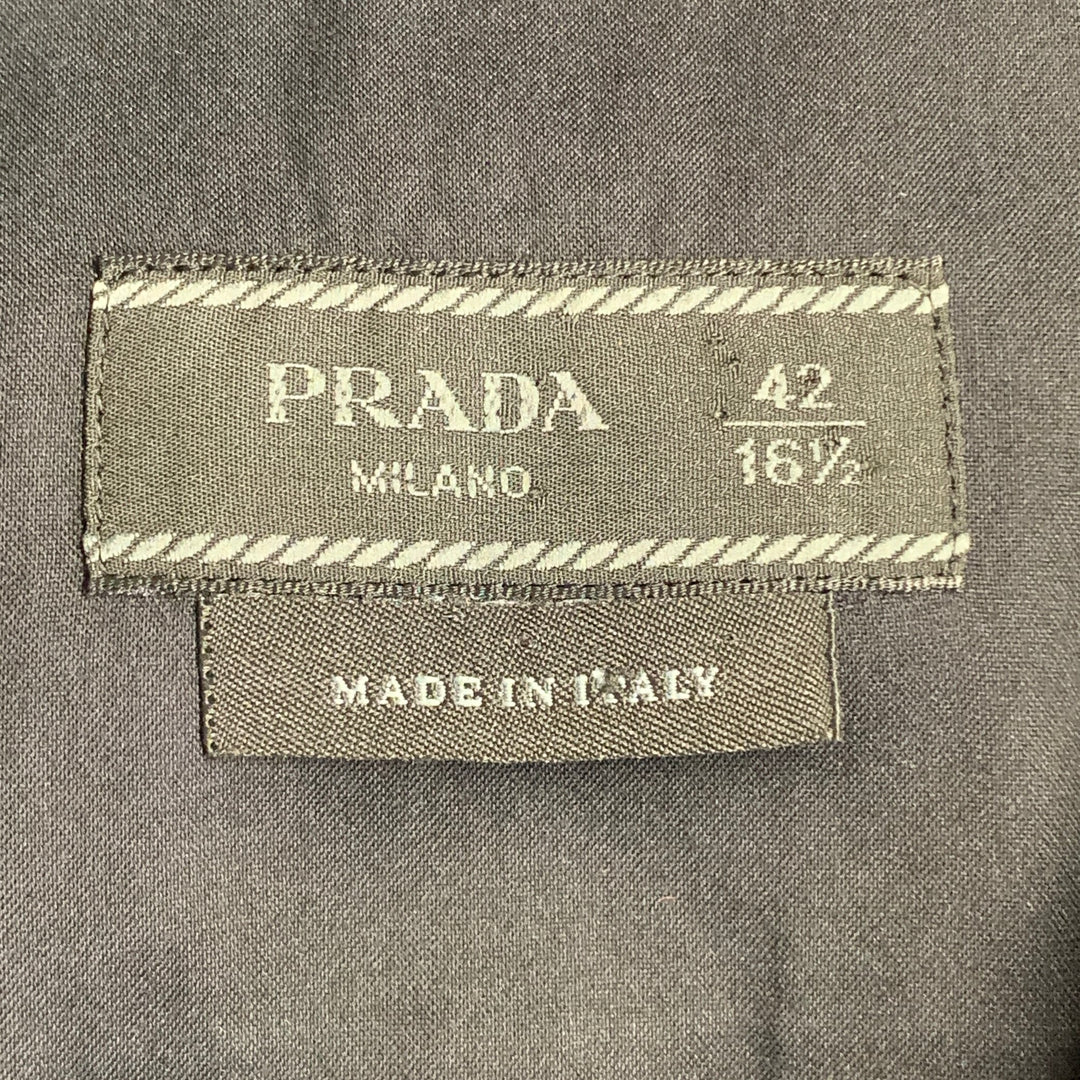 PRADA
MILANO
42
16½
MADE IN ITALY